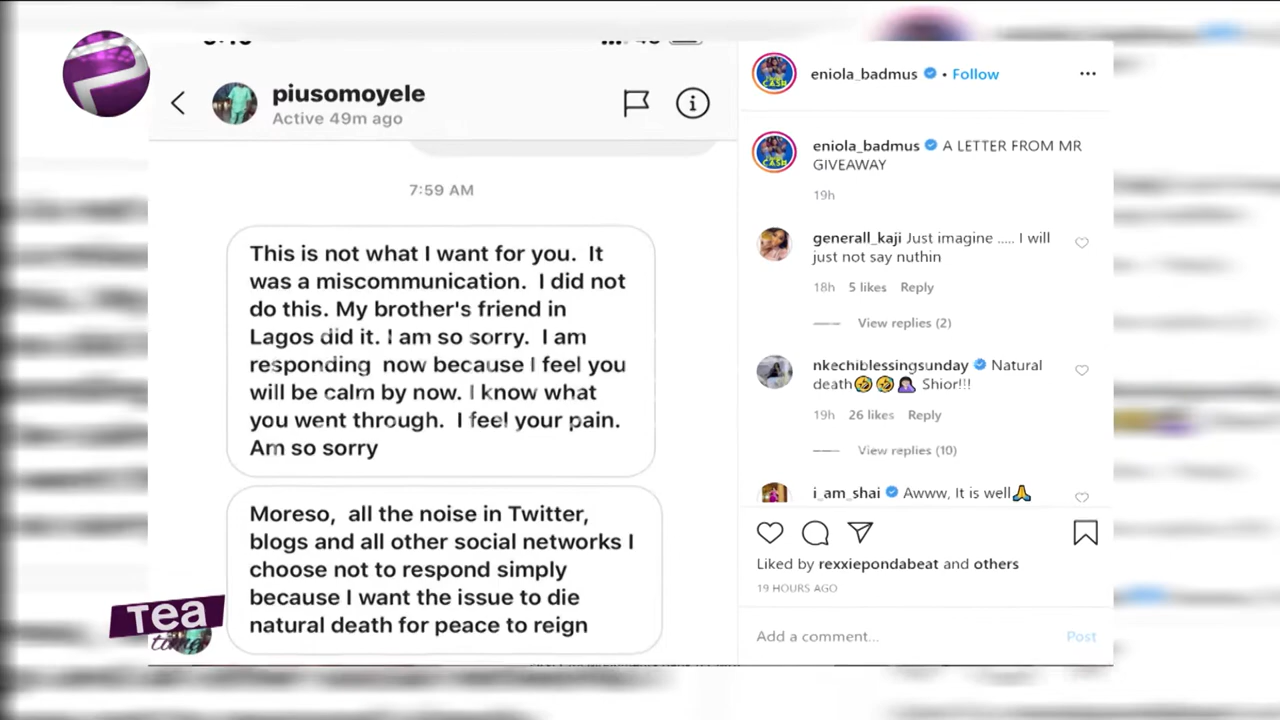 piusomoyele
Active 49m ago
7:59 AM
This is not what I want for you. It
was a miscommunication. I did not
do this. My brother's friend in
Lagos did it. I am so sorry. I am
responding now because I feel you
will be calm by now. I know what
you went through. I feel your pain.
Am so sorry
Moreso, all the noise in Twitter,
blogs and all other social networks I
choose not to respond simply
because I want the issue to die
natural death for peace to reign
Tea
time
eniola_badmus • Follow
CASH
eniola_badmus A LETTER FROM MR
GIVEAWAY
CASH
19h
generall_kaji Just imagine ..... I will
just not say nuthin
18h 5 likes Reply
View replies (2)
nkechiblessingsunday Natural
death🤣🤣🤦🏻‍♀️ Shior!!!
19h 26 likes Reply
View replies (10)
i_am_shai Awww, It is well🙏
Liked by rexxiepondabeat and others
19 HOURS AGO
Add a comment... Post